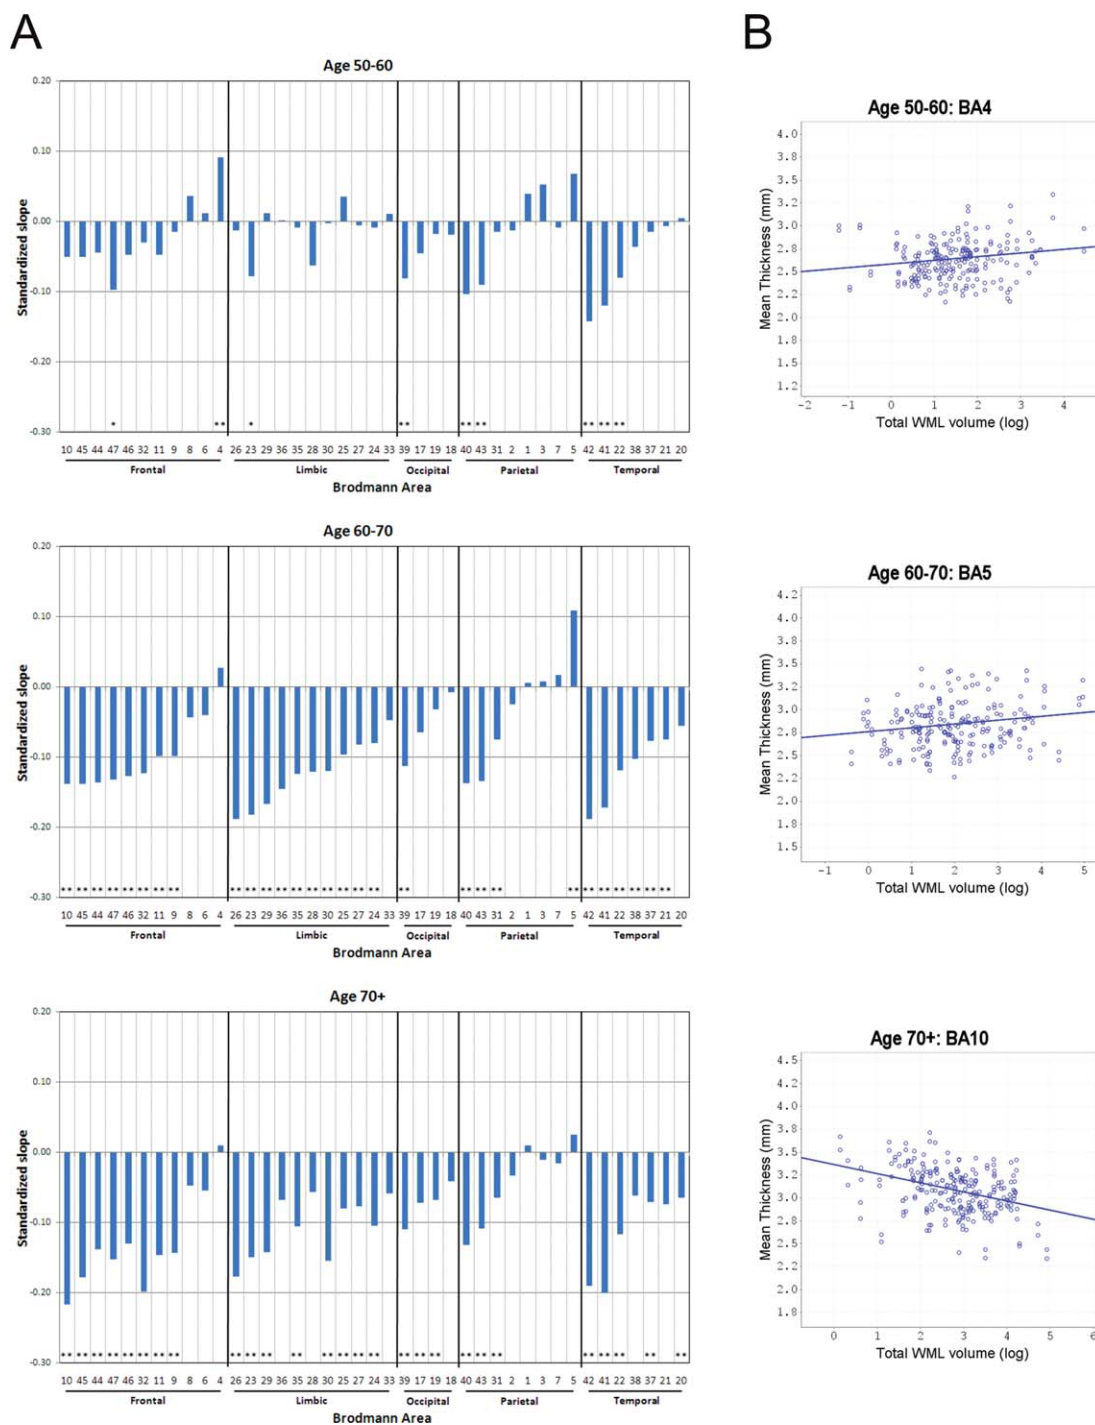 A
B
Age 50-60
0.20
0.10
0.00
-0.10
-0.20
-0.30
Standardized slope
* ** * ** ** ** ** ** **
10 45 44 47 46 32 11 9 8 6 4 26 23 29 36 35 28 30 25 27 24 33 39 17 19 18 40 43 31 2 1 3 7 5 42 41 22 38 37 21 20
Frontal Limbic Occipital Parietal Temporal
Brodmann Area
Age 50-60: BA4
4.0
3.8
3.5
3.2
3.0
2.8
2.5
2.2
2.0
1.8
1.5
1.2
Mean Thickness (mm)
-2 -1 0 1 2 3 4
Total WML volume (log)
Age 60-70
0.20
0.10
0.00
-0.10
-0.20
-0.30
Standardized slope
** ** ** ** ** ** ** ** ** ** ** ** ** ** ** ** ** ** ** ** ** ** ** ** ** ** ** ** **
10 45 44 47 46 32 11 9 8 6 4 26 23 29 36 35 28 30 25 27 24 33 39 17 19 18 40 43 31 2 1 3 7 5 42 41 22 38 37 21 20
Frontal Limbic Occipital Parietal Temporal
Brodmann Area
Age 60-70: BA5
4.2
4.0
3.8
3.5
3.2
3.0
2.8
2.5
2.2
2.0
1.8
1.5
Mean Thickness (mm)
-1 0 1 2 3 4 5
Total WML volume (log)
Age 70+
0.20
0.10
0.00
-0.10
-0.20
-0.30
Standardized slope
** ** ** ** ** ** ** ** ** ** ** ** ** ** ** ** ** ** ** ** ** ** ** ** ** ** ** **
10 45 44 47 46 32 11 9 8 6 4 26 23 29 36 35 28 30 25 27 24 33 39 17 19 18 40 43 31 2 1 3 7 5 42 41 22 38 37 21 20
Frontal Limbic Occipital Parietal Temporal
Brodmann Area
Age 70+: BA10
4.5
4.2
4.0
3.8
3.5
3.2
3.0
2.8
2.5
2.2
2.0
1.8
Mean Thickness (mm)
0 1 2 3 4 5 6
Total WML volume (log)